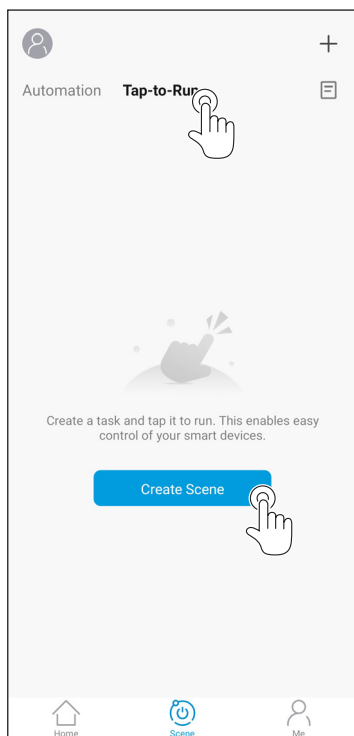 Automation Tap-to-Run
Create a task and tap it to run. This enables easy
control of your smart devices.
Create Scene
Home Scene Me